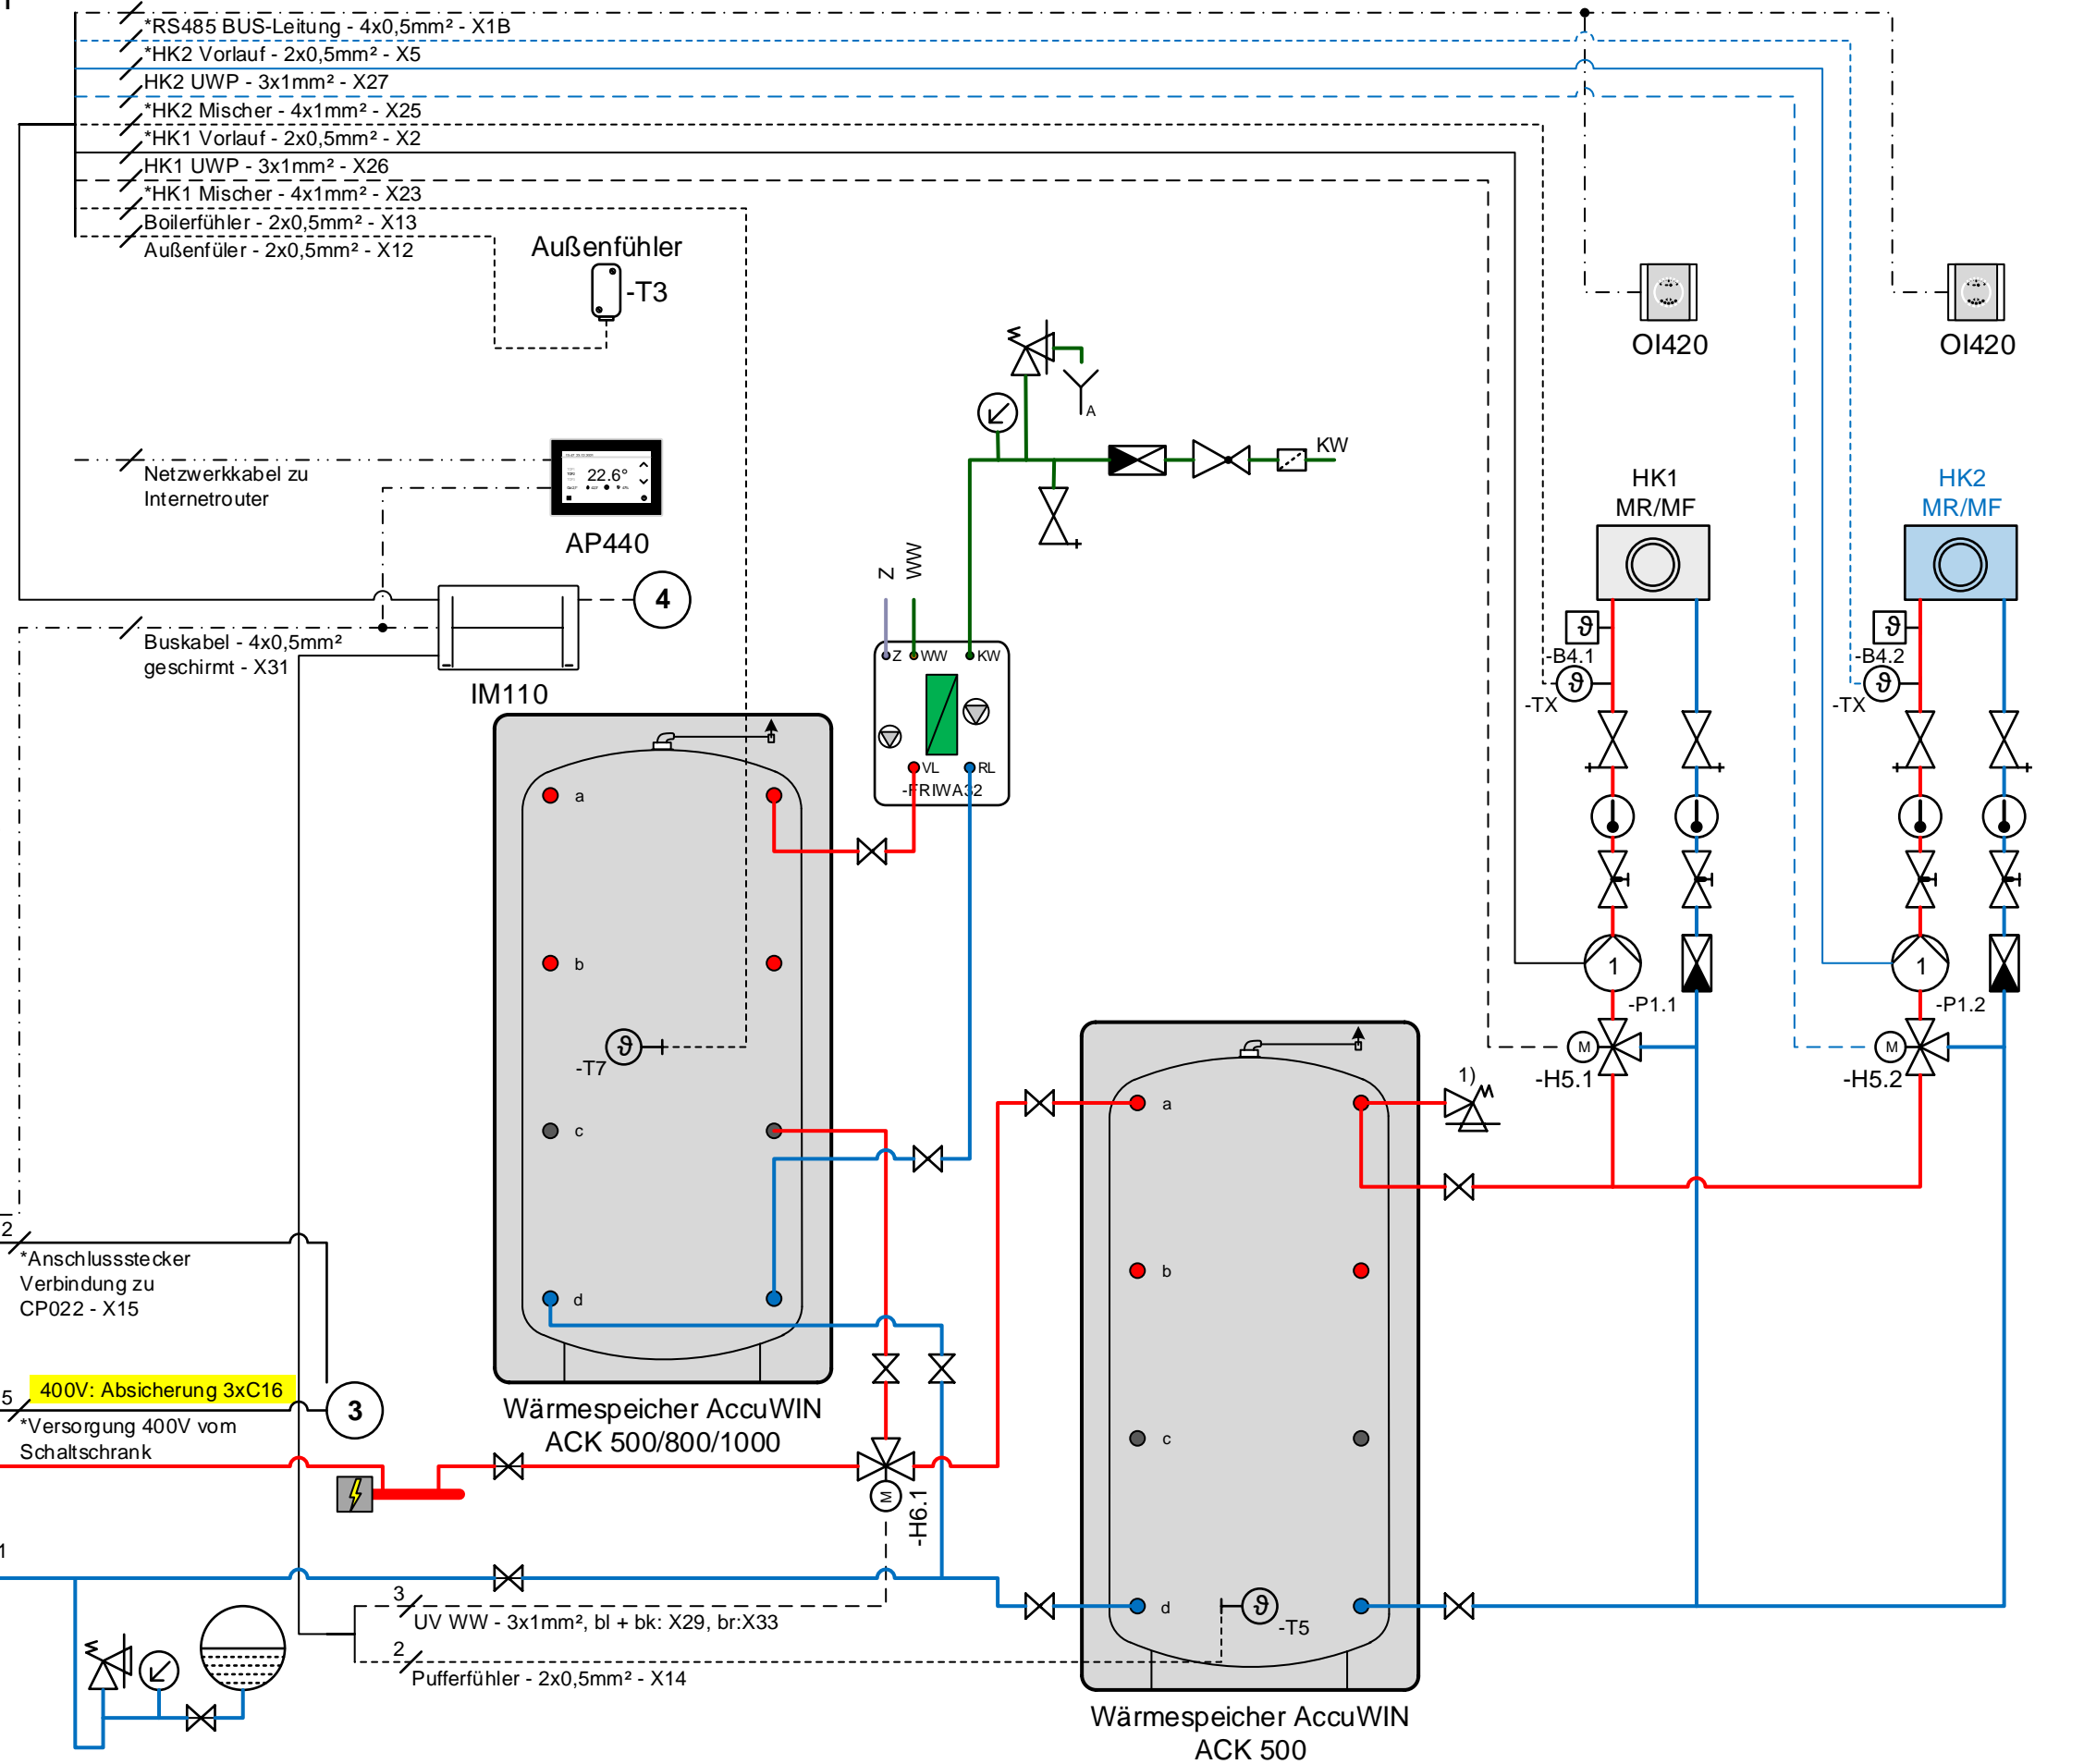 *RS485 BUS-Leitung - 4x0,5mm² - X1B
*HK2 Vorlauf - 2x0,5mm² - X5
HK2 UWP - 3x1mm² - X27
*HK2 Mischer - 4x1mm² - X25
*HK1 Vorlauf - 2x0,5mm² - X2
HK1 UWP - 3x1mm² - X26
*HK1 Mischer - 4x1mm² - X23
Boilerfühler - 2x0,5mm² - X13
Außenfüler - 2x0,5mm² - X12
Außenfühler
-T3
OI420
OI420
A
KW
Netzwerkkabel zu
Internetrouter
22.6°
AP440
HK1
MR/MF
HK2
MR/MF
Z
WW
4
Buskabel - 4x0,5mm²
geschirmt - X31
IM110
Z WW KW
VL RL
-FRIWA32
ϑ
-B4.1
ϑ
-TX
ϑ
-B4.2
ϑ
-TX
a
b
ϑ
-T7
c
d
1
-P1.1
1
-P1.2
M
-H5.1
M
-H5.2
1)
a
b
c
d
ϑ
-T5
2
*Anschlussstecker
Verbindung zu
CP022 - X15
5
400V: Absicherung 3xC16
3
*Versorgung 400V vom
Schaltschrank
Wärmespeicher AccuWIN
ACK 500/800/1000
M
-H6.1
1
3
UV WW - 3x1mm², bl + bk: X29, br:X33
2
Pufferfühler - 2x0,5mm² - X14
Wärmespeicher AccuWIN
ACK 500